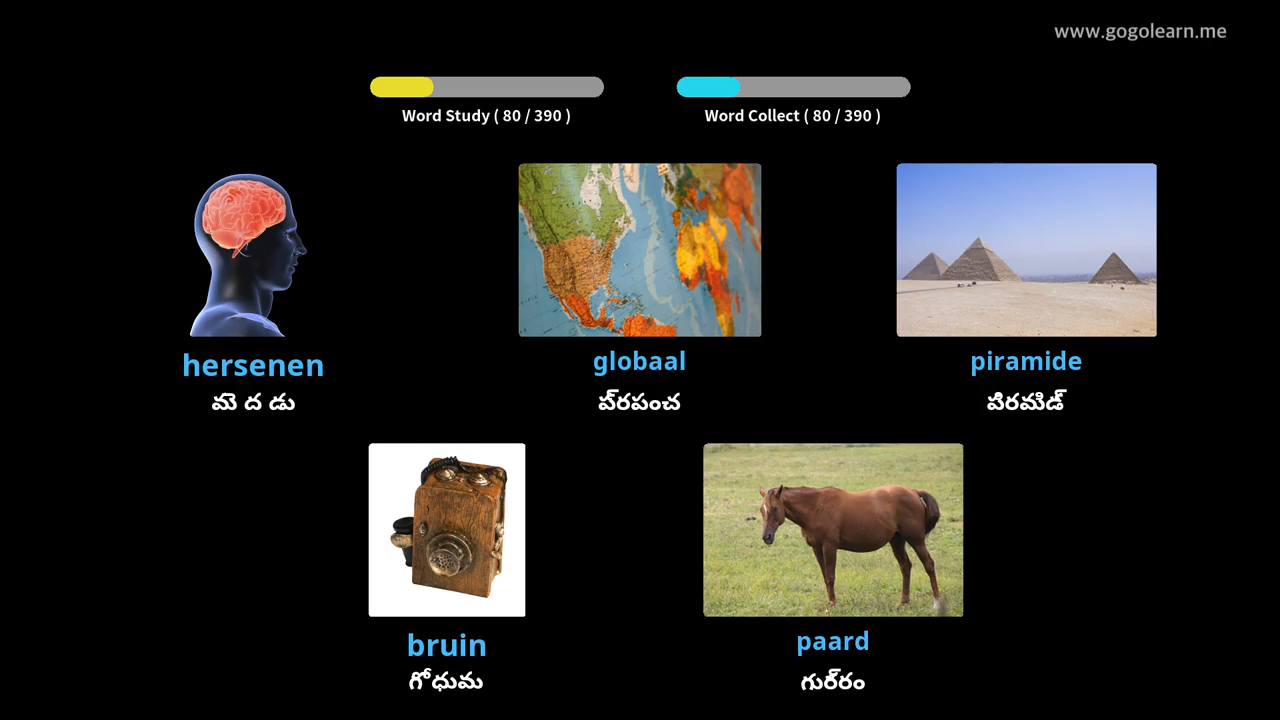 www.gogolearn.me
Word Study ( 80 / 390 )
Word Collect ( 80 / 390 )
hersenen
మె ద డు
globaal
ప్రపంచ
piramide
పిరమిడ్
bruin
గోధుమ
paard
గుర్రం